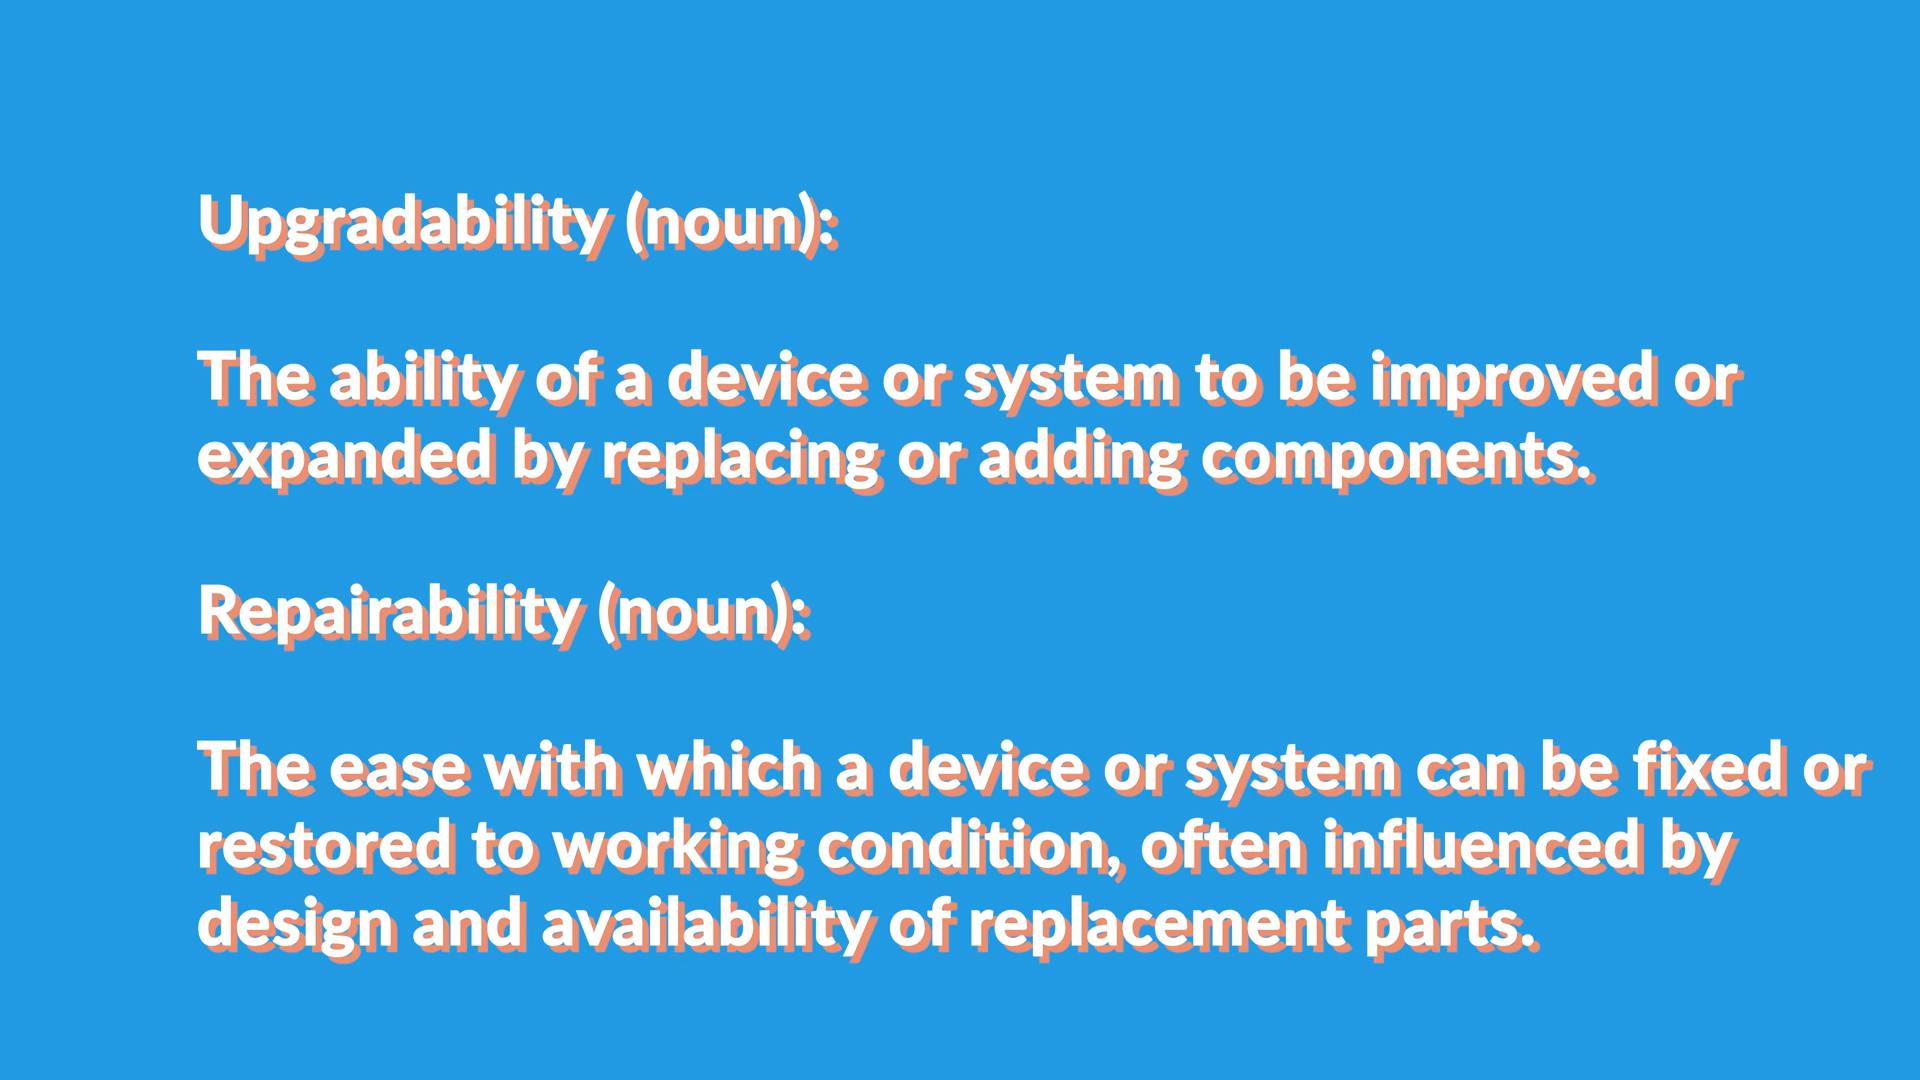 Upgradability (noun):
The ability of a device or system to be improved or
expanded by replacing or adding components.
Repairability (noun):
The ease with which a device or system can be fixed or
restored to working condition, often influenced by
design and availability of replacement parts.